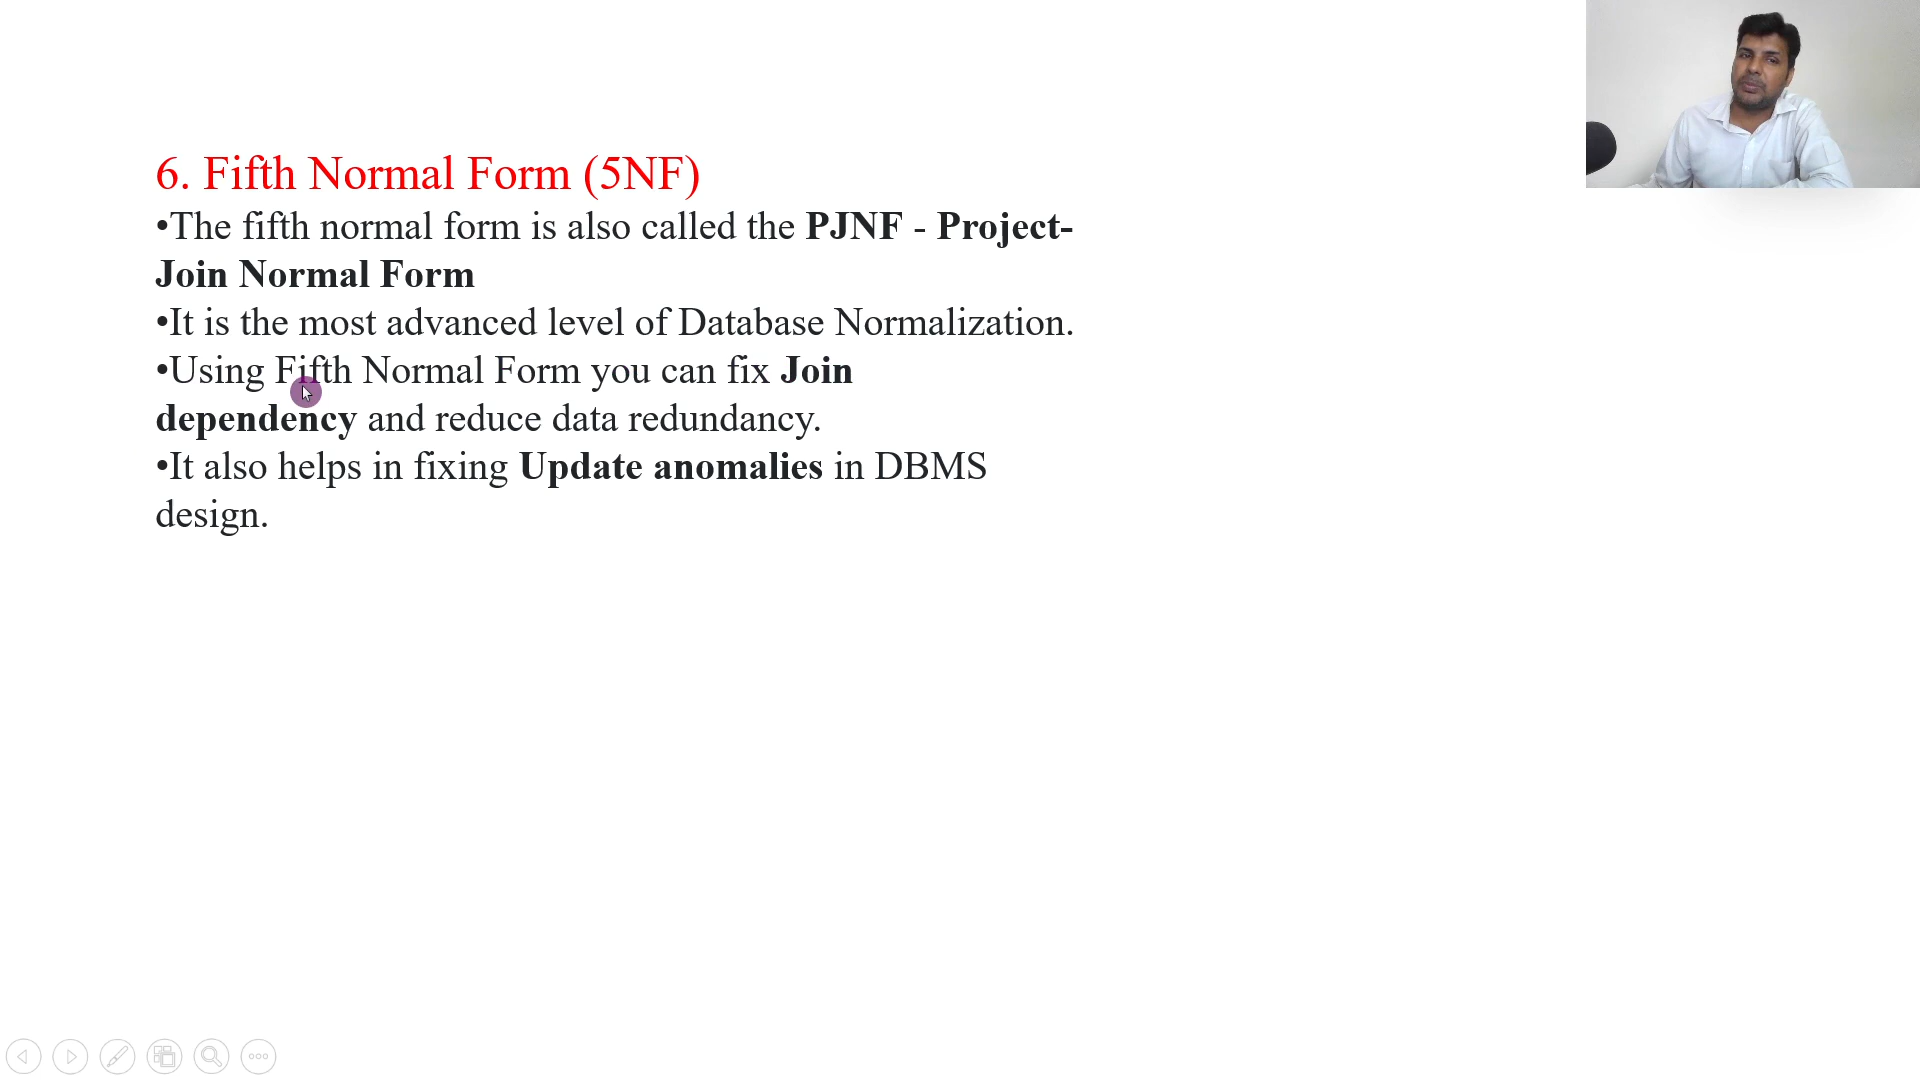 6. Fifth Normal Form (5NF)
•The fifth normal form is also called the PJNF - Project-
Join Normal Form
•It is the most advanced level of Database Normalization.
•Using Fifth Normal Form you can fix Join
dependency and reduce data redundancy.
•It also helps in fixing Update anomalies in DBMS
design.